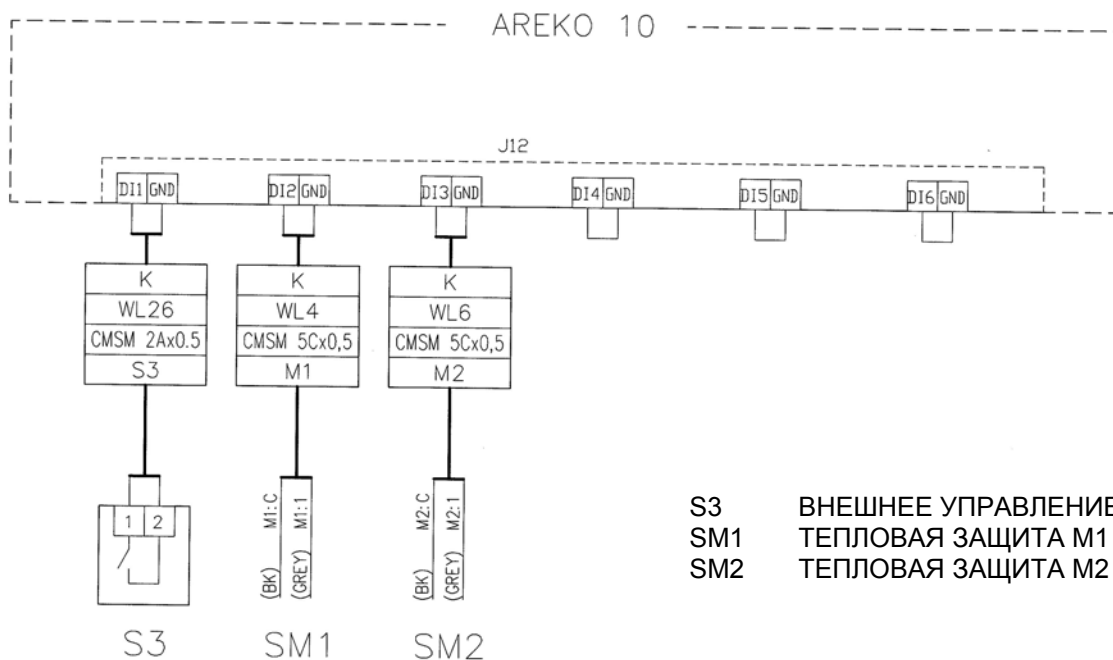 AREKO 10
J12
DI1 GND DI2 GND DI3 GND DI4 GND DI5 GND DI6 GND
K K K
WL26 WL4 WL6
CMSM 2Ax0.5 CMSM 5Cx0,5 CMSM 5Cx0,5
S3 M1 M2
1 2
(BK) M1:C
(GREY) M1:1
(BK) M2:C
(GREY) M2:1
S3 ВНЕШНЕЕ УПРАВЛЕНИЕ
SM1 ТЕПЛОВАЯ ЗАЩИТА M1
SM2 ТЕПЛОВАЯ ЗАЩИТА M2
S3 SM1 SM2